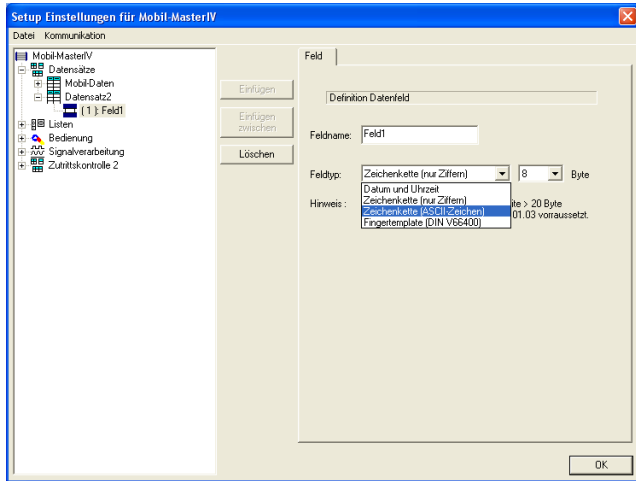 Setup Einstellungen für Mobil-MasterIV
Datei Kommunikation
Mobil-MasterIV
Datensätze
Mobil-Daten
Datensatz2
( 1 ): Feld1
Listen
Bedienung
Signalverarbeitung
Zutrittskontrolle 2
Einfügen
Einfügen
zwischen
Löschen
Feld
Definition Datenfeld
Feldname: Feld1
Feldtyp: Zeichenkette (nur Ziffern) 8 Byte
Datum und Uhrzeit
Zeichenkette (nur Ziffern)
Zeichenkette (ASCII-Zeichen)
Fingertemplate (DIN V66400)
Hinweis : ite > 20 Byte
01.03 vorraussetzt.
OK